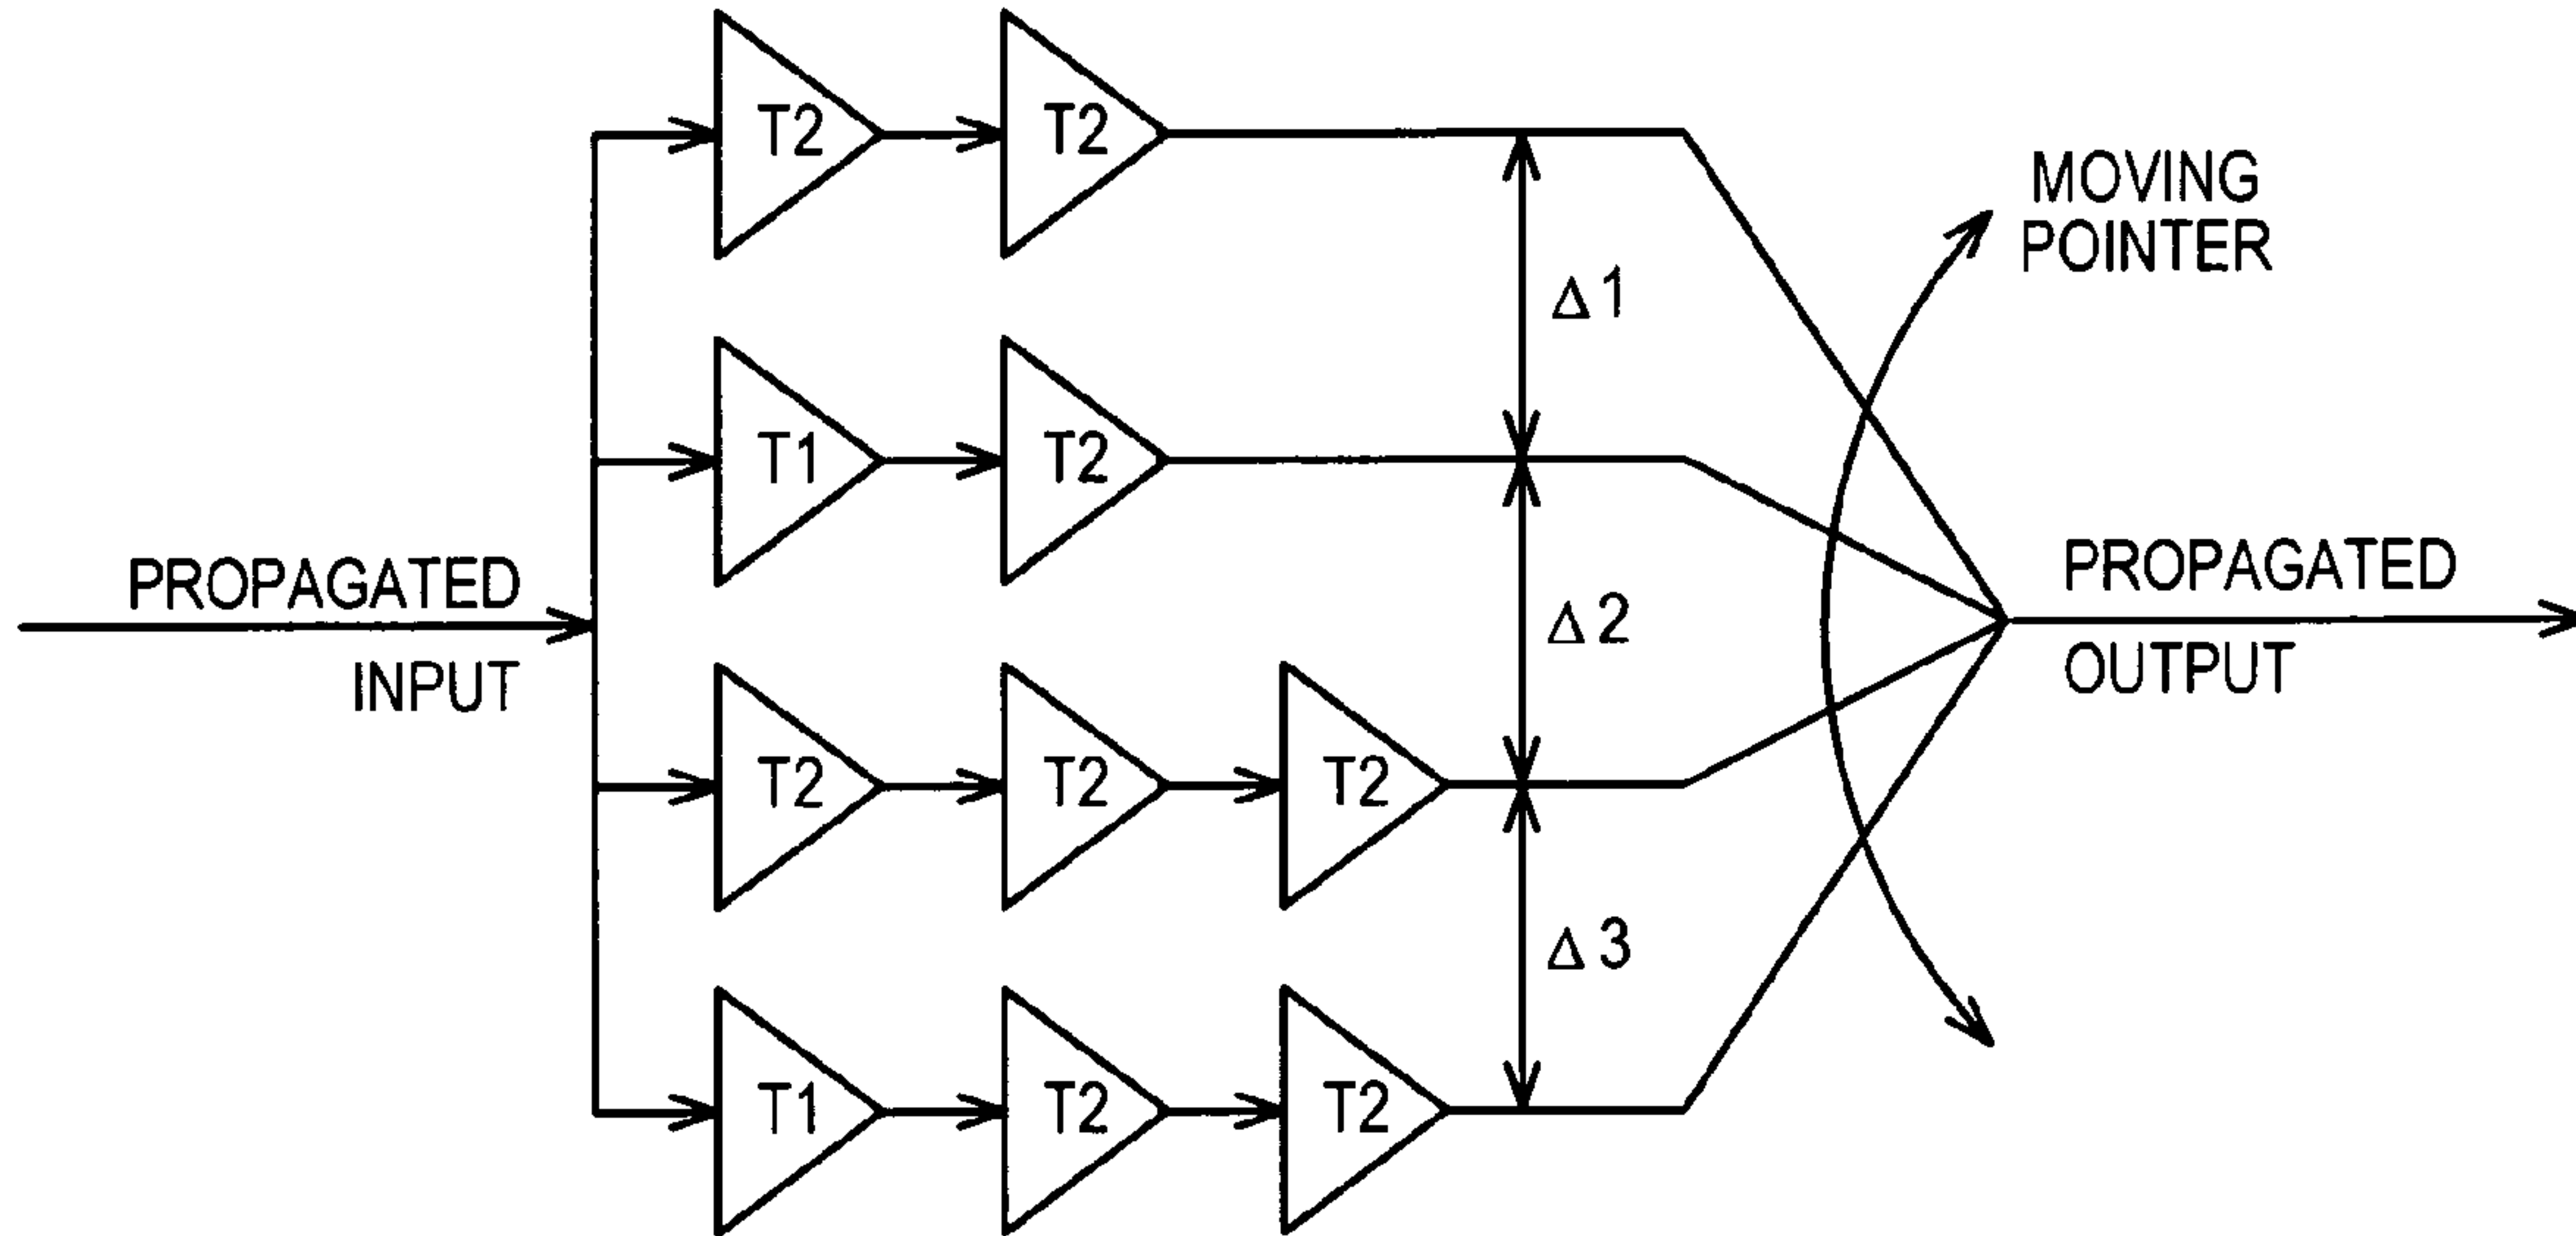 T2 T2
MOVING
POINTER
Δ1
T1 T2
PROPAGATED
INPUT
Δ2
PROPAGATED
OUTPUT
T2 T2 T2
Δ3
T1 T2 T2